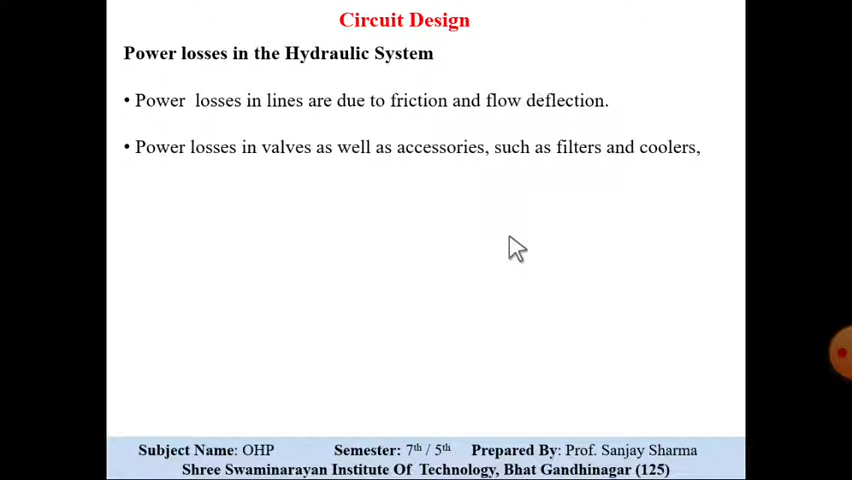 Circuit Design
Power losses in the Hydraulic System
• Power losses in lines are due to friction and flow deflection.
• Power losses in valves as well as accessories, such as filters and coolers,
Subject Name: OHP Semester: 7th / 5th Prepared By: Prof. Sanjay Sharma
Shree Swaminarayan Institute Of Technology, Bhat Gandhinagar (125)